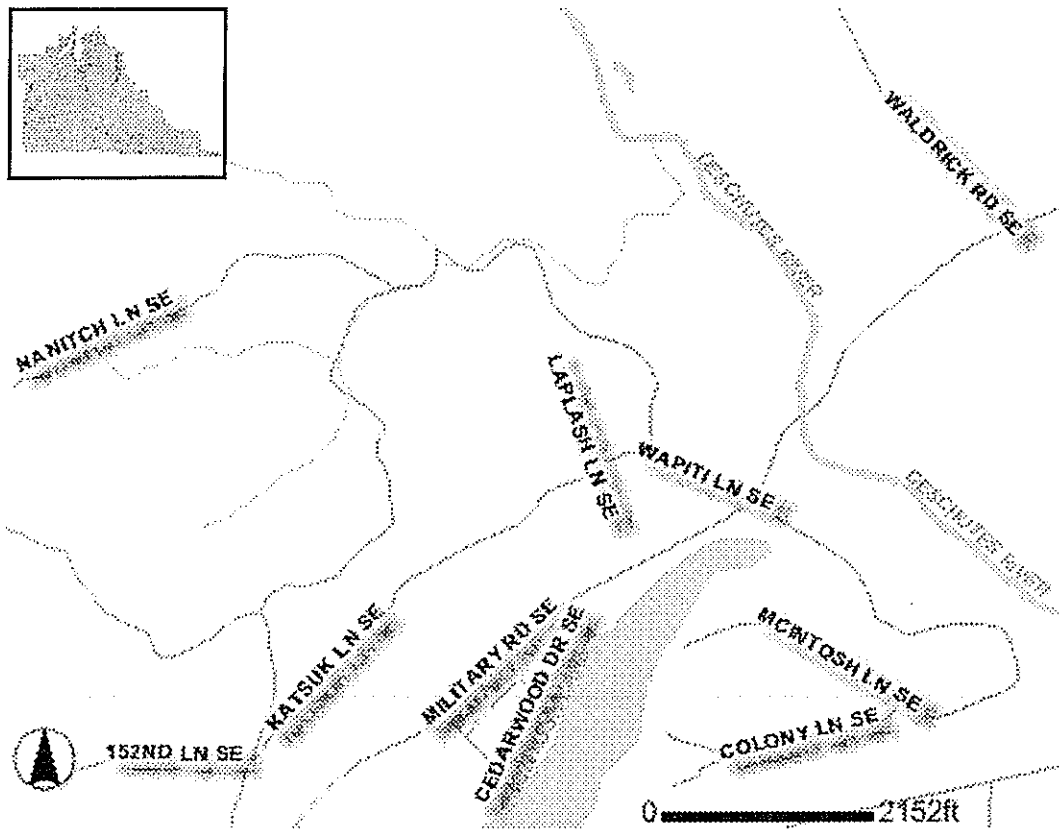 WALDRICK RD SE
DESCHUTES RIVER
NANITCH LN SE
LAPLASH LN SE
WAPITI LN SE
DESCHUTES RIVER
KATSUK LN SE
MILITARY RD SE
CEDARWOOD DR SE
MCINTOSH LN SE
152ND LN SE
COLONY LN SE
0 2152ft